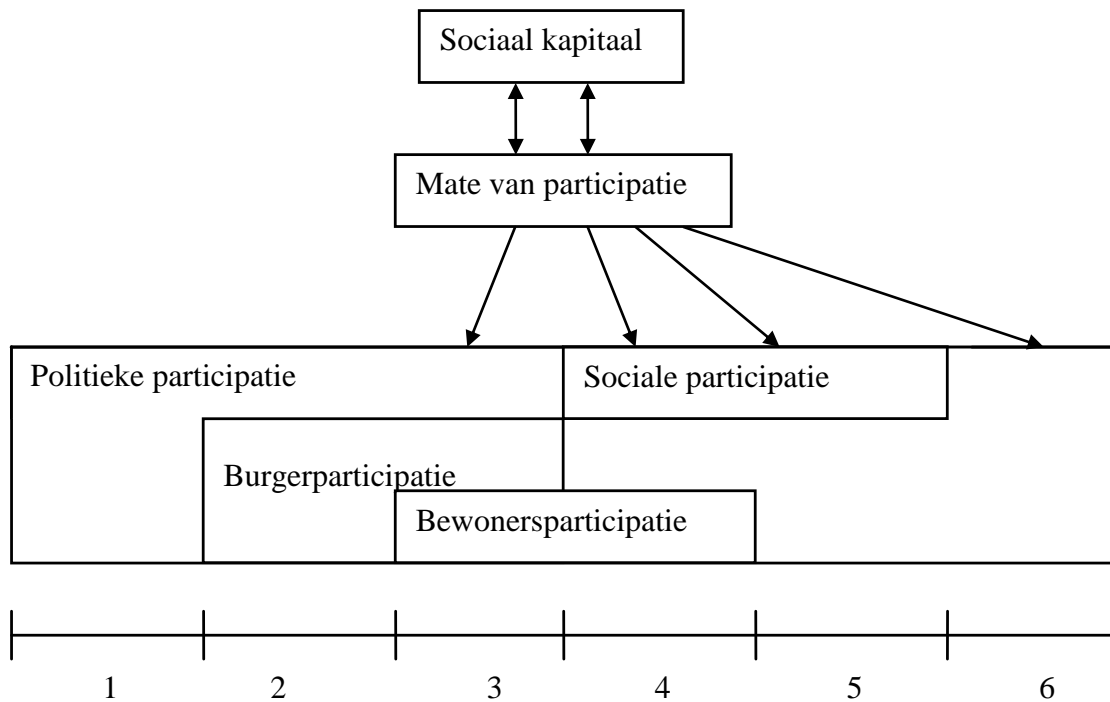 Sociaal kapitaal
Mate van participatie
Politieke participatie
Sociale participatie
Burgerparticipatie
Bewonersparticipatie
1 2 3 4 5 6